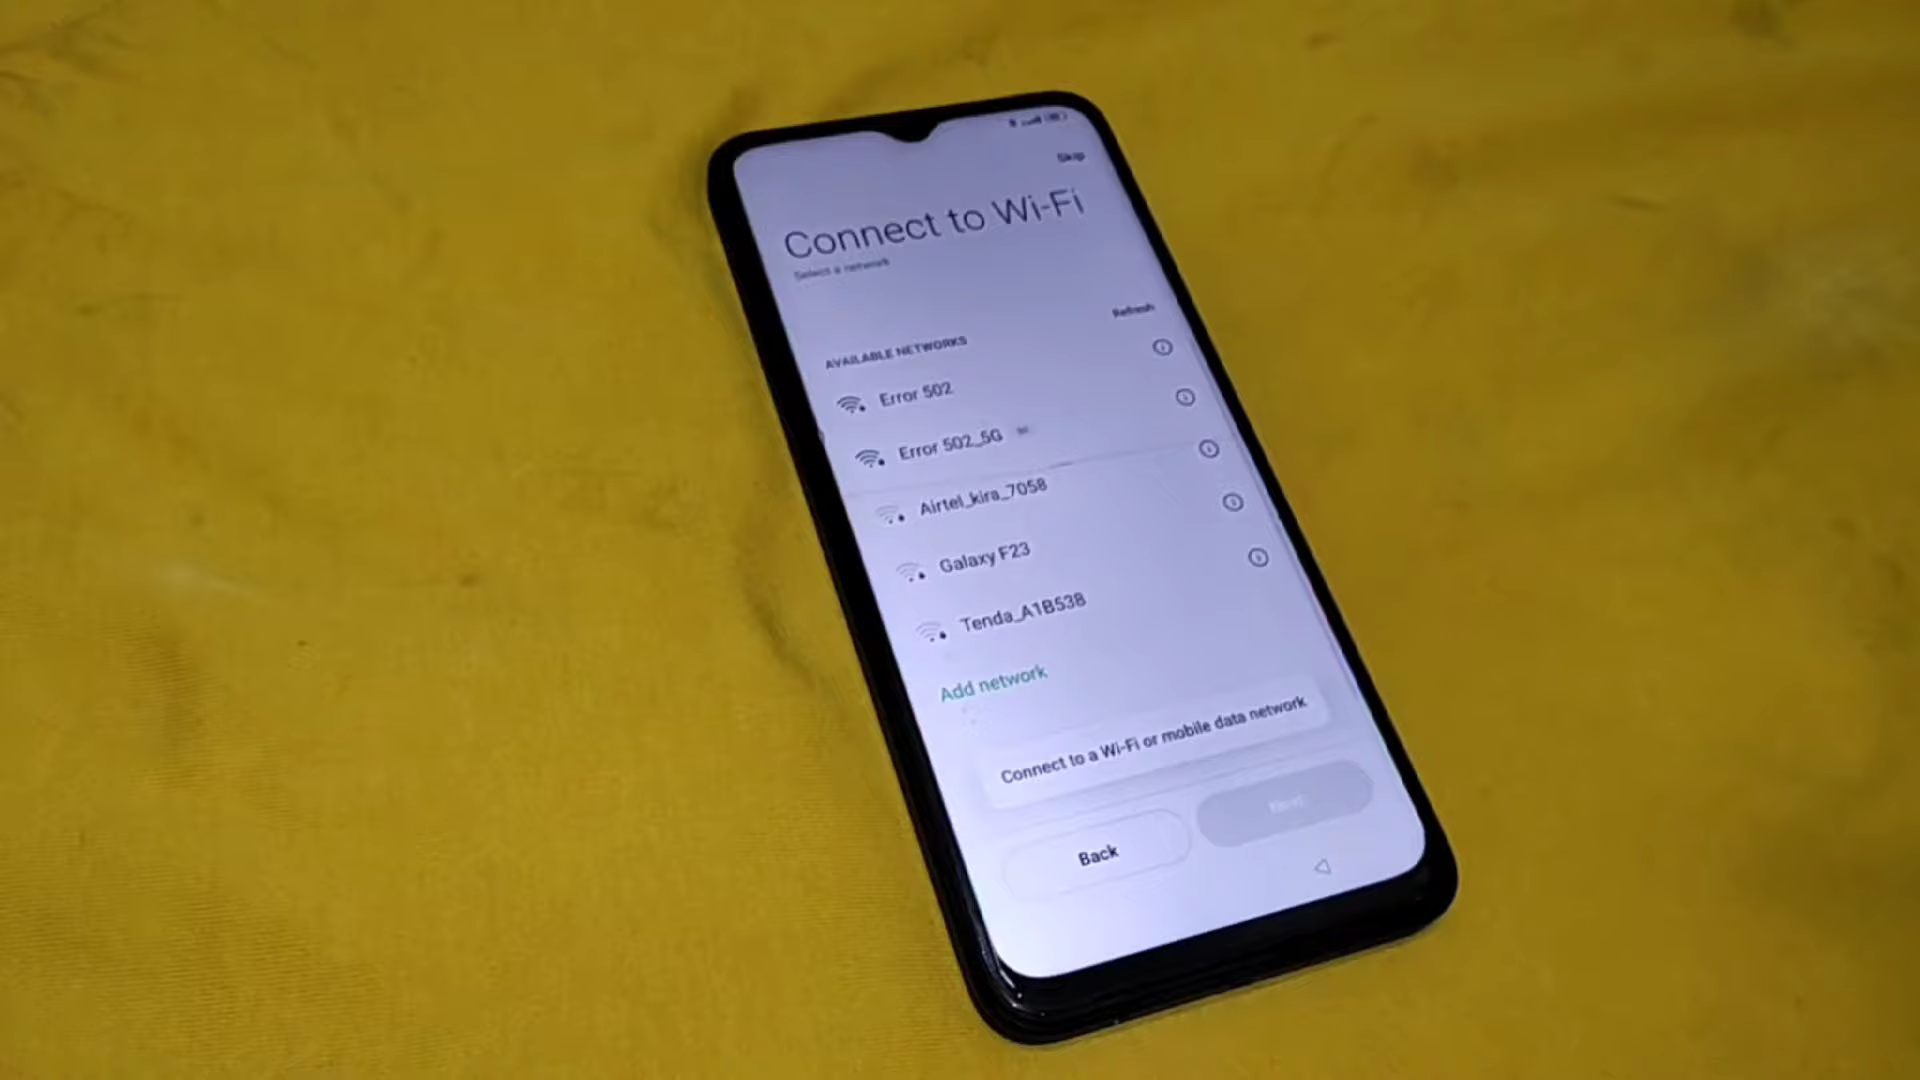 Skip
Connect to Wi-Fi
Select a network
Refresh
AVAILABLE NETWORKS
Error 502
Error 502_5G
Airtel_kira_7058
Galaxy F23
Tenda_A1B538
Add network
Connect to a Wi-Fi or mobile data network
Back
Next